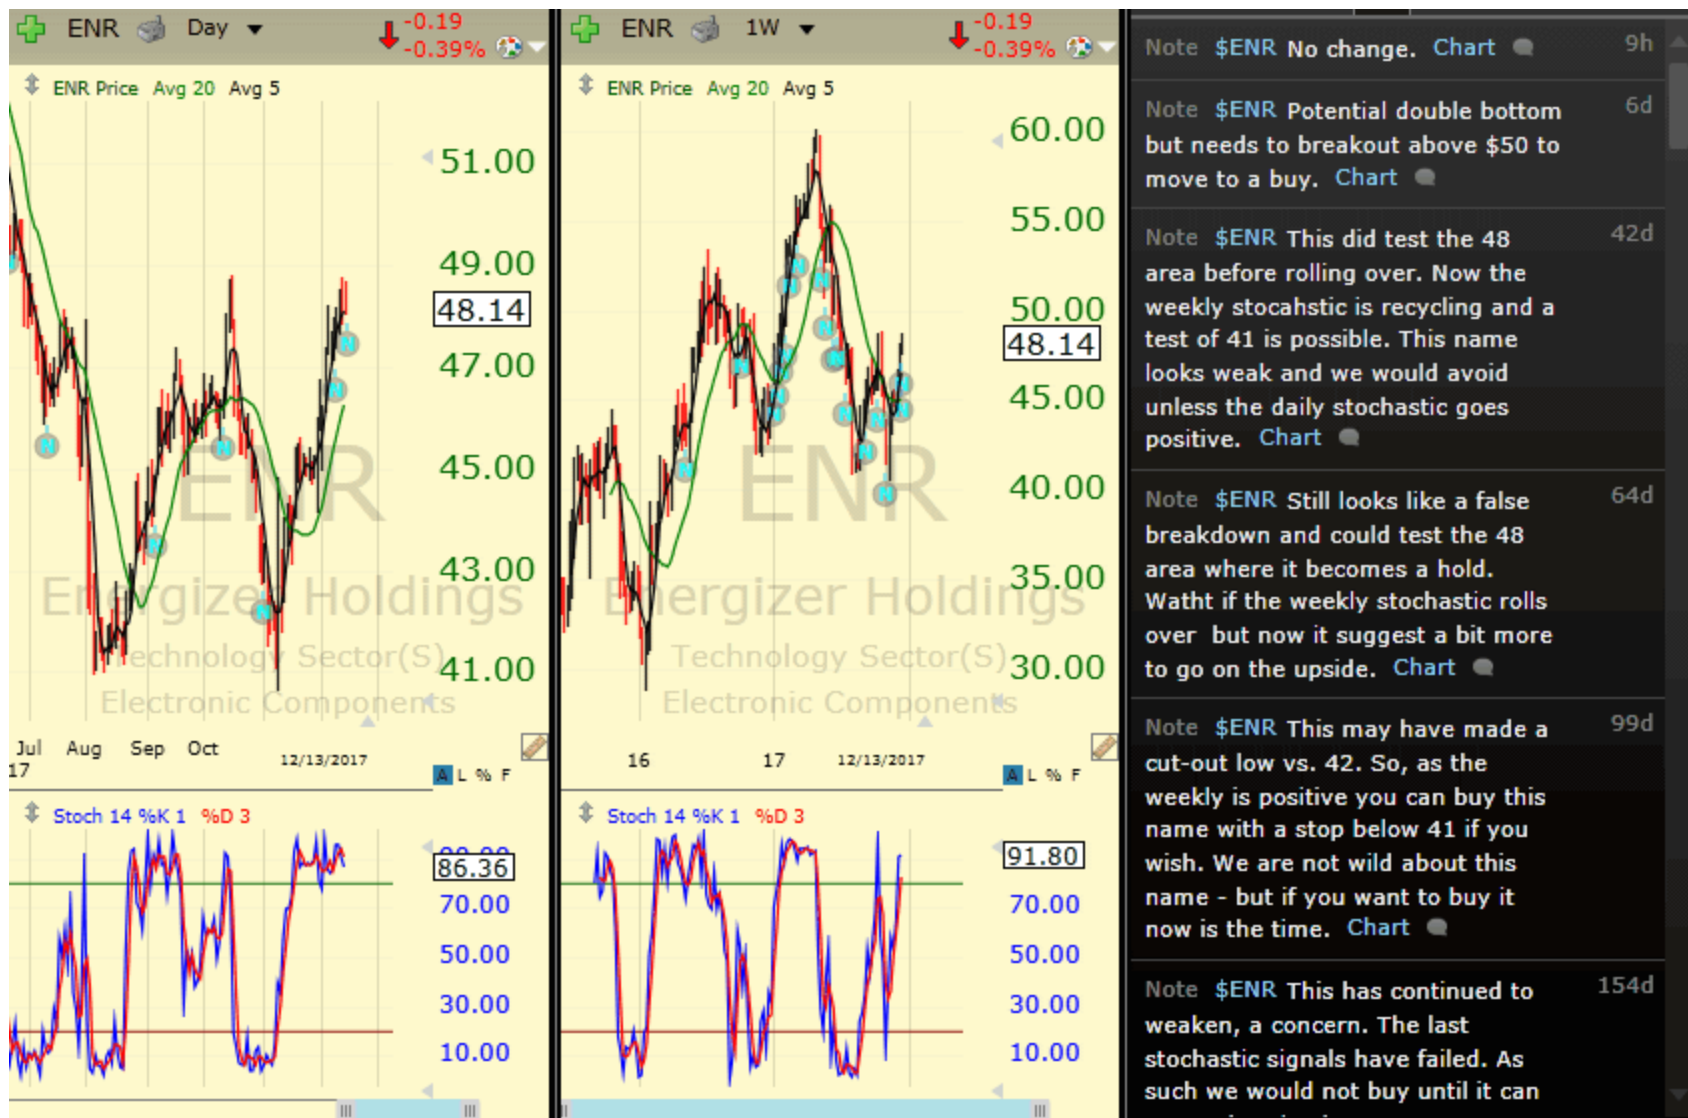 ENR Day -0.19
-0.39%
ENR Price Avg 20 Avg 5
51.00
49.00
48.14
47.00
45.00
43.00
41.00
ENR
Energizer Holdings
Technology Sector(S)
Electronic Components
Jul Aug Sep Oct
17 12/13/2017
A L % F
Stoch 14 %K 1 %D 3
86.36
70.00
50.00
30.00
10.00
ENR 1W -0.19
-0.39%
ENR Price Avg 20 Avg 5
60.00
55.00
50.00
48.14
45.00
40.00
35.00
30.00
ENR
Energizer Holdings
Technology Sector(S)
Electronic Components
16 17 12/13/2017
A L % F
Stoch 14 %K 1 %D 3
91.80
70.00
50.00
30.00
10.00
Note $ENR No change. Chart 9h
Note $ENR Potential double bottom 6d
but needs to breakout above $50 to
move to a buy. Chart
Note $ENR This did test the 48 42d
area before rolling over. Now the
weekly stocahstic is recycling and a
test of 41 is possible. This name
looks weak and we would avoid
unless the daily stochastic goes
positive. Chart
Note $ENR Still looks like a false 64d
breakdown and could test the 48
area where it becomes a hold.
Watht if the weekly stochastic rolls
over but now it suggest a bit more
to go on the upside. Chart
Note $ENR This may have made a 99d
cut-out low vs. 42. So, as the
weekly is positive you can buy this
name with a stop below 41 if you
wish. We are not wild about this
name - but if you want to buy it
now is the time. Chart
Note $ENR This has continued to 154d
weaken, a concern. The last
stochastic signals have failed. As
such we would not buy until it can